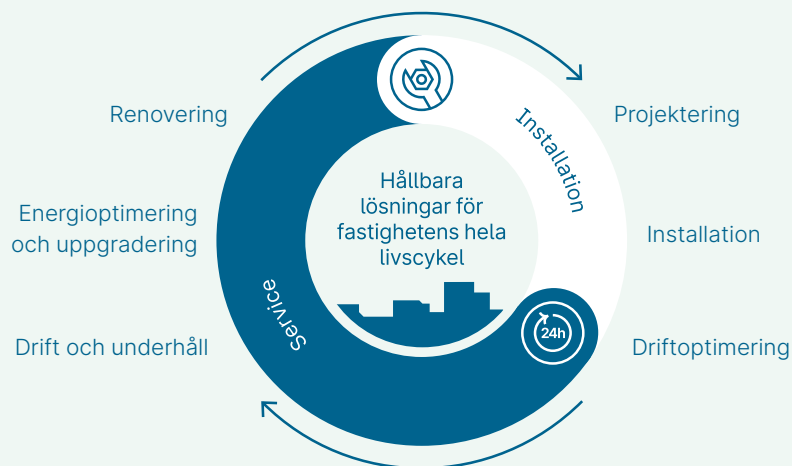 Renovering
Projektering
Installation
Hållbara
lösningar för
fastighetens hela
livscykel
Energioptimering
och uppgradering
Installation
Service
24h
Drift och underhåll
Driftoptimering